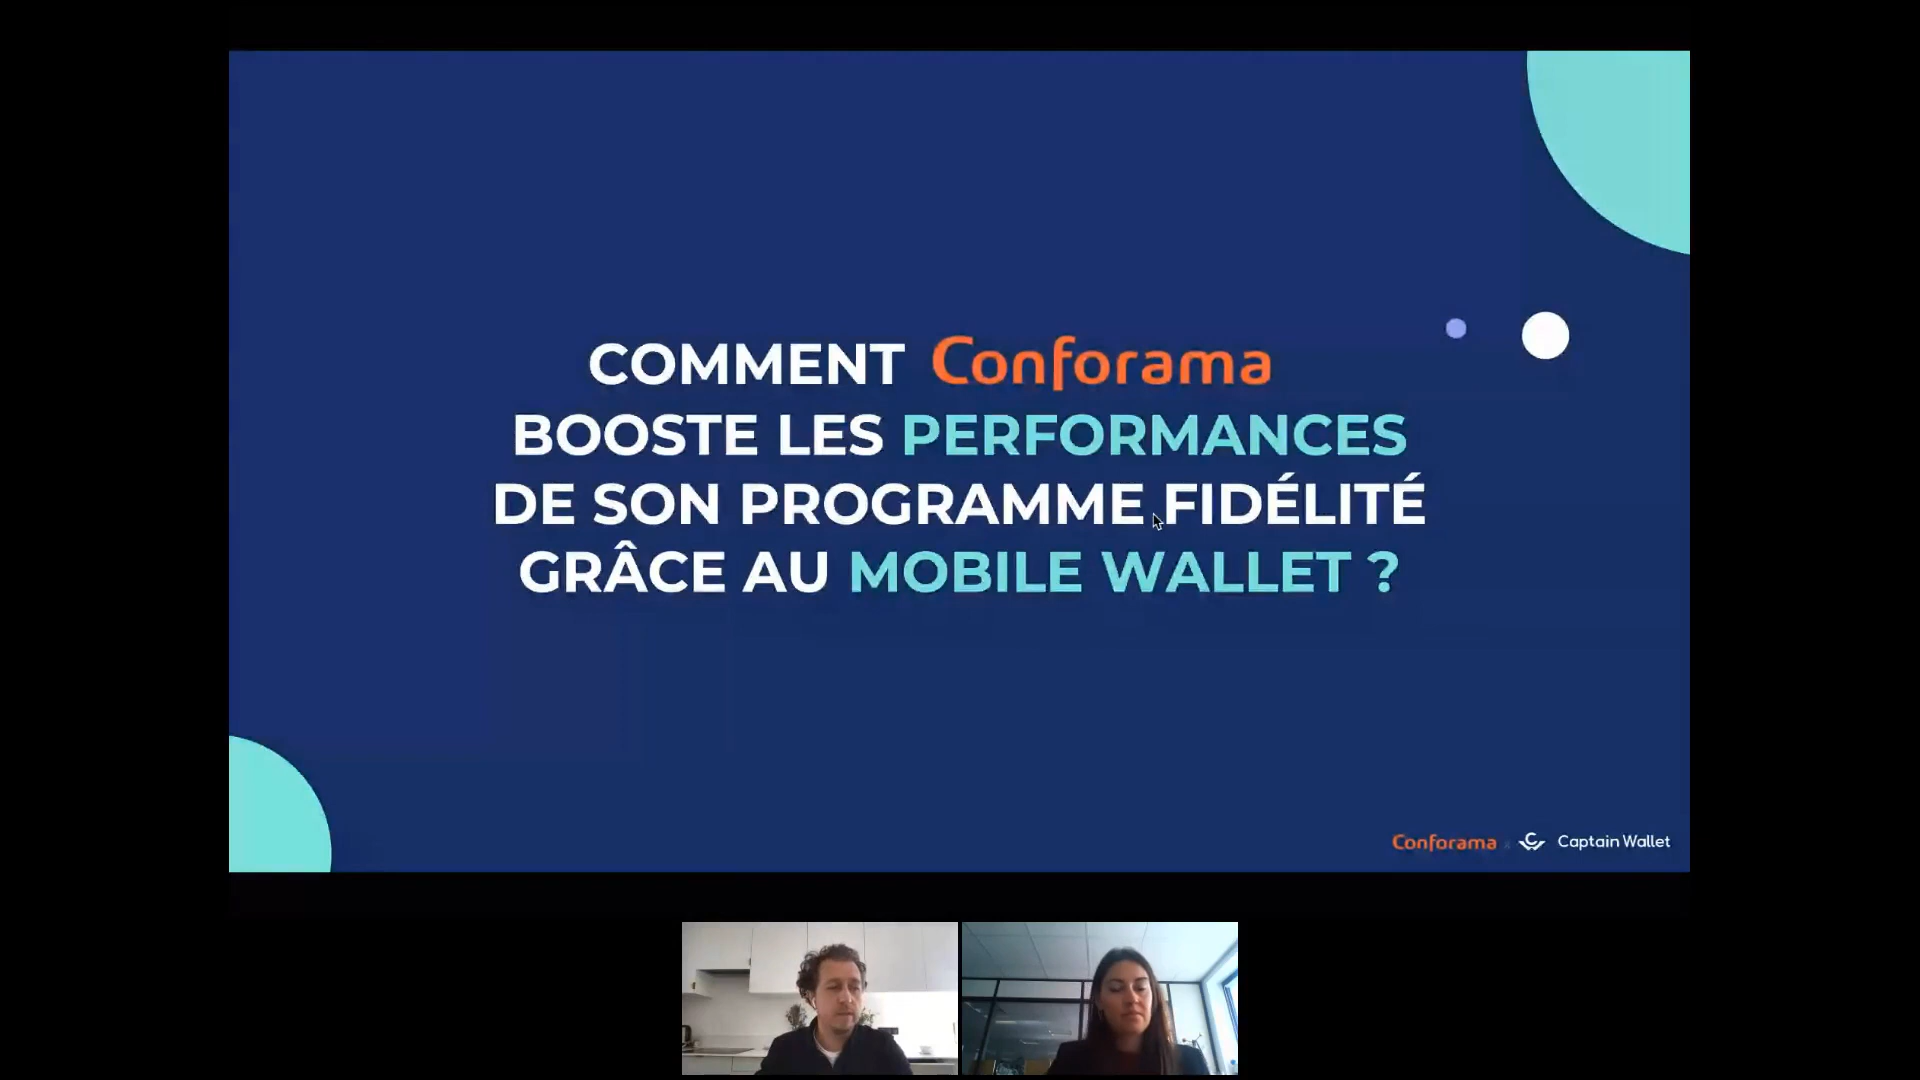 COMMENT Conforama
BOOSTE LES PERFORMANCES
DE SON PROGRAMME FIDÉLITÉ
GRÂCE AU MOBILE WALLET ?
Conforama x Captain Wallet